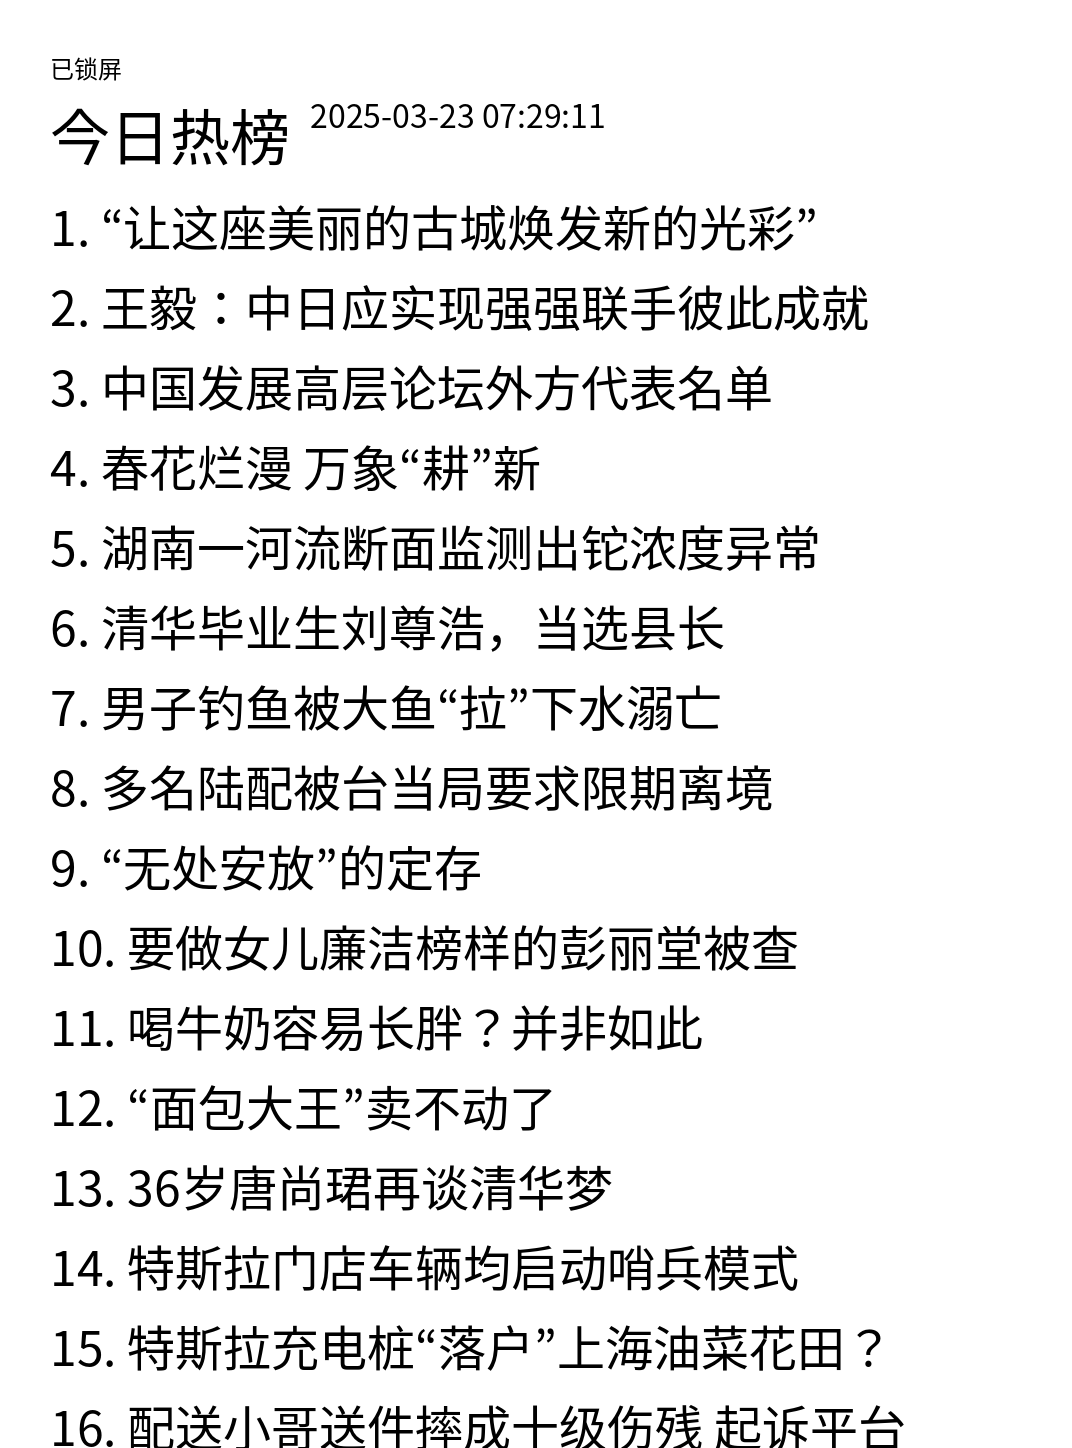 已锁屏
今日热榜 2025-03-23 07:29:11
1. “让这座美丽的古城焕发新的光彩”
2. 王毅：中日应实现强强联手彼此成就
3. 中国发展高层论坛外方代表名单
4. 春花烂漫 万象“耕”新
5. 湖南一河流断面监测出铊浓度异常
6. 清华毕业生刘尊浩，当选县长
7. 男子钓鱼被大鱼“拉”下水溺亡
8. 多名陆配被台当局要求限期离境
9. “无处安放”的定存
10. 要做女儿廉洁榜样的彭丽堂被查
11. 喝牛奶容易长胖？并非如此
12. “面包大王”卖不动了
13. 36岁唐尚珺再谈清华梦
14. 特斯拉门店车辆均启动哨兵模式
15. 特斯拉充电桩“落户”上海油菜花田？
16. 配送小哥送件摔成十级伤残 起诉平台